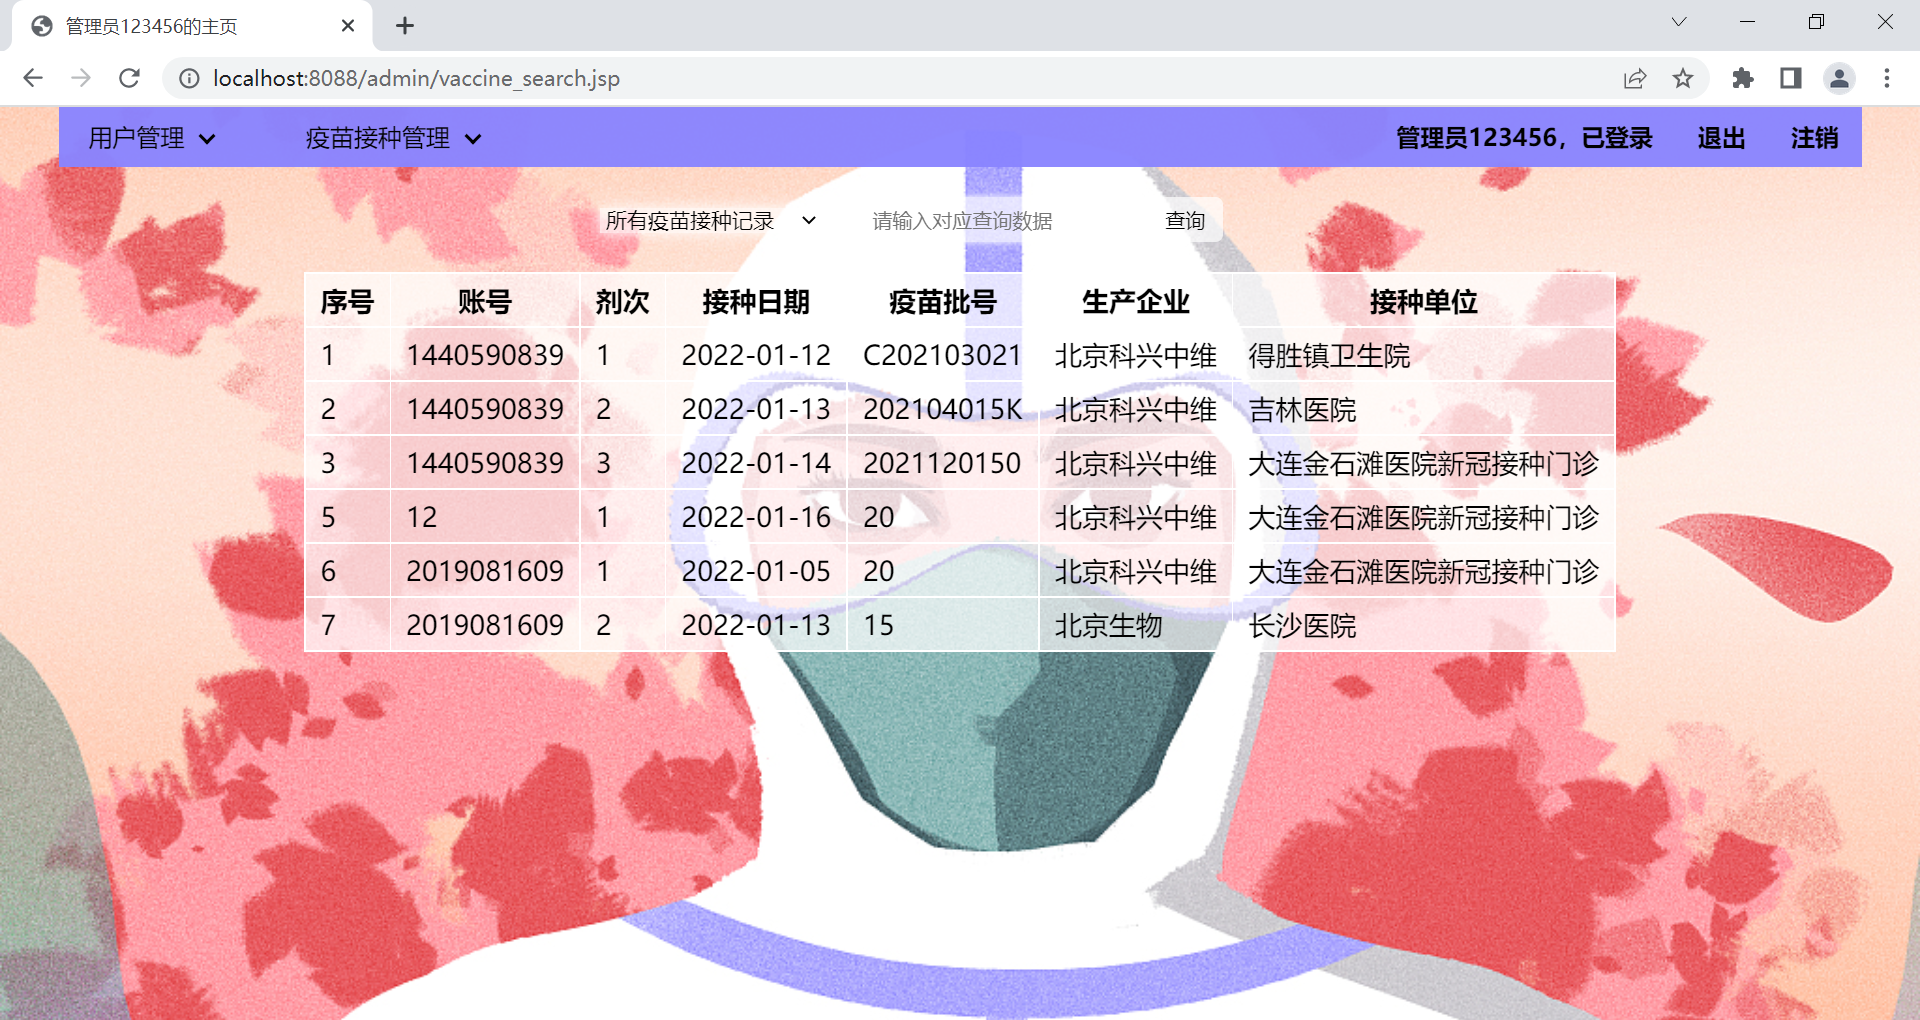 管理员123456的主页
localhost:8088/admin/vaccine_search.jsp
用户管理 疫苗接种管理 管理员123456，已登录 退出 注销
所有疫苗接种记录 请输入对应查询数据 查询
序号 账号 剂次 接种日期 疫苗批号 生产企业 接种单位
1 1440590839 1 2022-01-12 C202103021 北京科兴中维 得胜镇卫生院
2 1440590839 2 2022-01-13 202104015K 北京科兴中维 吉林医院
3 1440590839 3 2022-01-14 2021120150 北京科兴中维 大连金石滩医院新冠接种门诊
5 12 1 2022-01-16 20 北京科兴中维 大连金石滩医院新冠接种门诊
6 2019081609 1 2022-01-05 20 北京科兴中维 大连金石滩医院新冠接种门诊
7 2019081609 2 2022-01-13 15 北京生物 长沙医院